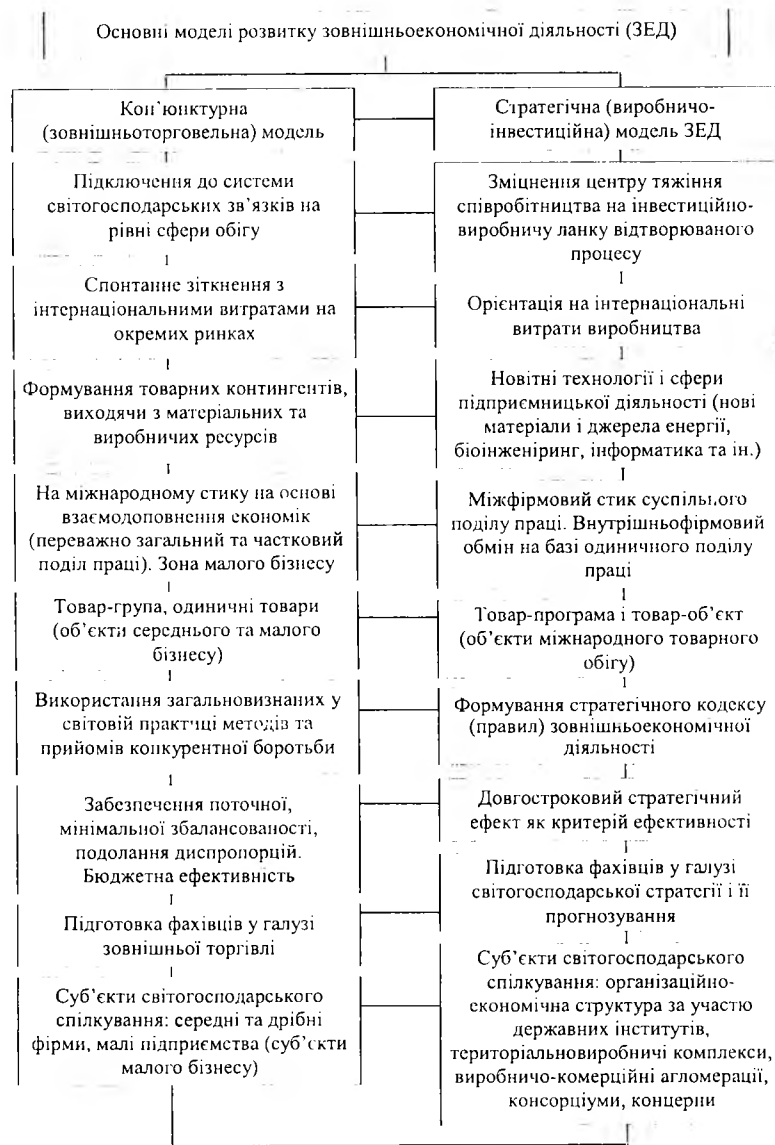 Основні моделі розвитку зовнішньоекономічної діяльності (ЗЕД)
Кон'юнктурна
(зовнішньоторговельна) модель
Підключення до системи
світогосподарських зв'язків на
рівні сфери обігу
Спонтанне зіткнення з
інтернаціональними витратами на
окремих ринках
Формування товарних контингентів,
виходячи з матеріальних та
виробничих ресурсів
На міжнародному стику на основі
взаємодоповнення економік
(переважно загальний та частковий
поділ праці). Зона малого бізнесу
Товар-група, одиничні товари
(об'єкти середнього та малого
бізнесу)
Використання загальновизнаних у
світовій практиці методів та
прийомів конкурентної боротьби
Забезпечення поточної,
мінімальної збалансованості,
подолання диспропорцій.
Бюджетна ефективність
Підготовка фахівців у галузі
зовнішньої торгівлі
Суб'єкти світогосподарського
спілкування: середні та дрібні
фірми, малі підприємства (суб'єкти
малого бізнесу)
Стратегічна (виробничо-
інвестиційна) модель ЗЕД
Зміцнення центру тяжіння
співробітництва на інвестиційно-
виробничу ланку відтворюваного
процесу
Орієнтація на інтернаціональні
витрати виробництва
Новітні технології і сфери
підприємницької діяльності (нові
матеріали і джерела енергії,
біоінженіринг, інформатика та ін.)
Міжфірмовий стик суспільного
поділу праці. Внутрішньофірмовий
обмін на базі одиничного поділу
праці
Товар-програма і товар-об'єкт
(об'єкти міжнародного товарного
обігу)
Формування стратегічного кодексу
(правил) зовнішньоекономічної
діяльності
Довгостроковий стратегічний
ефект як критерій ефективності
Підготовка фахівців у галузі
світогосподарської стратегії і її
прогнозування
Суб'єкти світогосподарського
спілкування: організаційно-
економічна структура за участю
державних інститутів,
територіальновиробничі комплекси,
виробничо-комерційні агломерації,
консорціуми, концерни